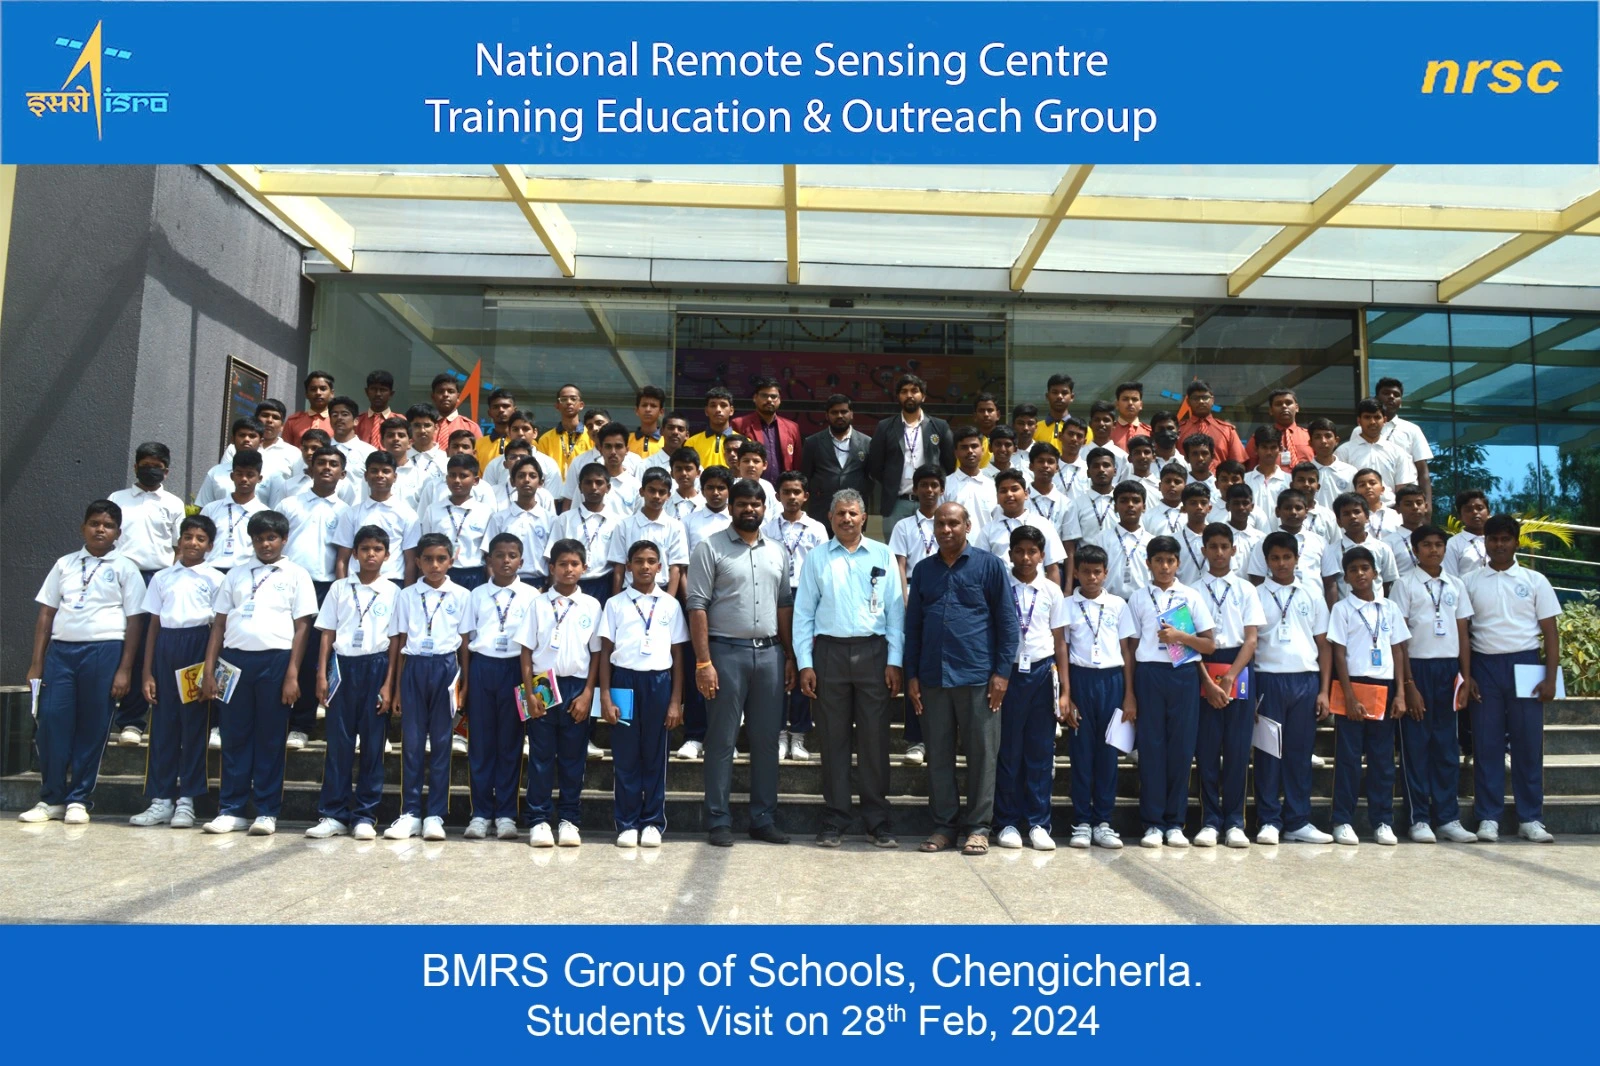 इसरो isro
National Remote Sensing Centre
nrsc
Training Education & Outreach Group
BMRS Group of Schools, Chengicherla.
Students Visit on 28th Feb, 2024